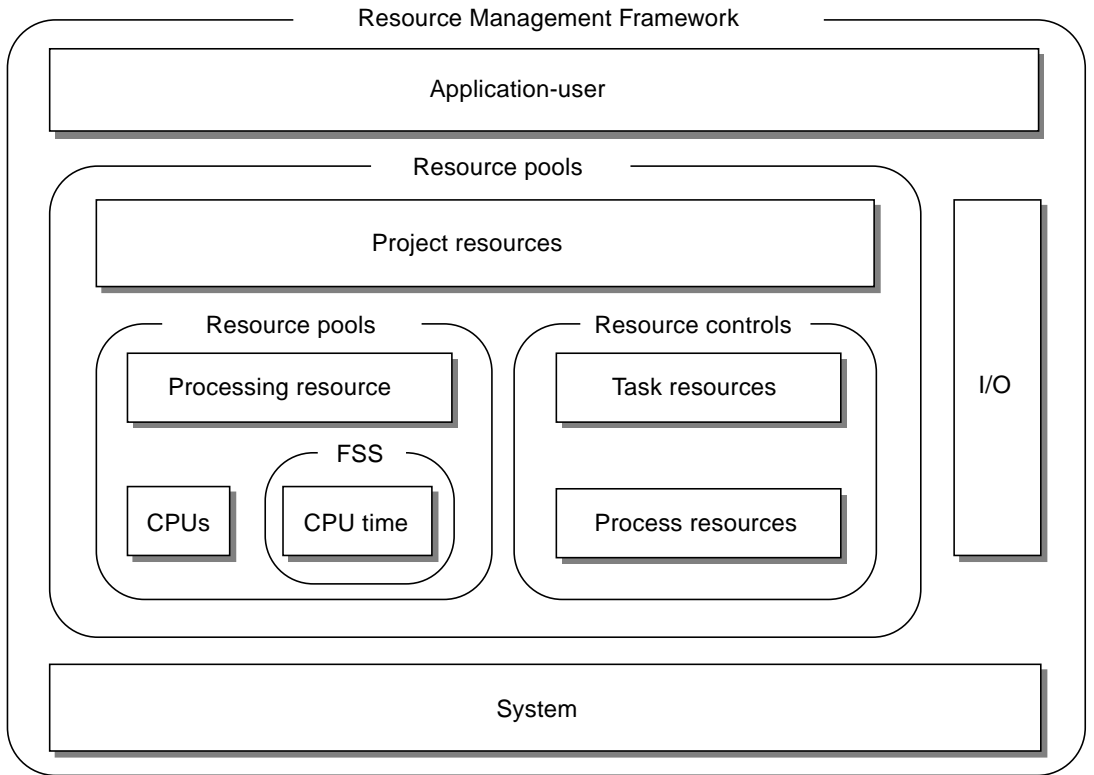 Resource Management Framework
Application-user
Resource pools
Project resources
Resource pools
Resource controls
Processing resource
Task resources
I/O
FSS
CPUs
CPU time
Process resources
System